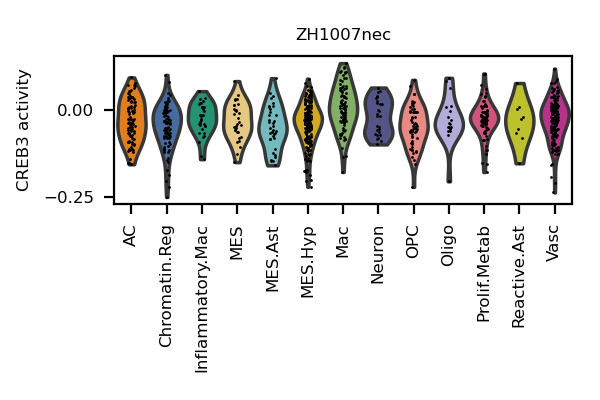 ZH1007nec
CREB3 activity
0.00
−0.25
AC
Chromatin.Reg
Inflammatory.Mac
MES
MES.Ast
MES.Hyp
Mac
Neuron
OPC
Oligo
Prolif.Metab
Reactive.Ast
Vasc